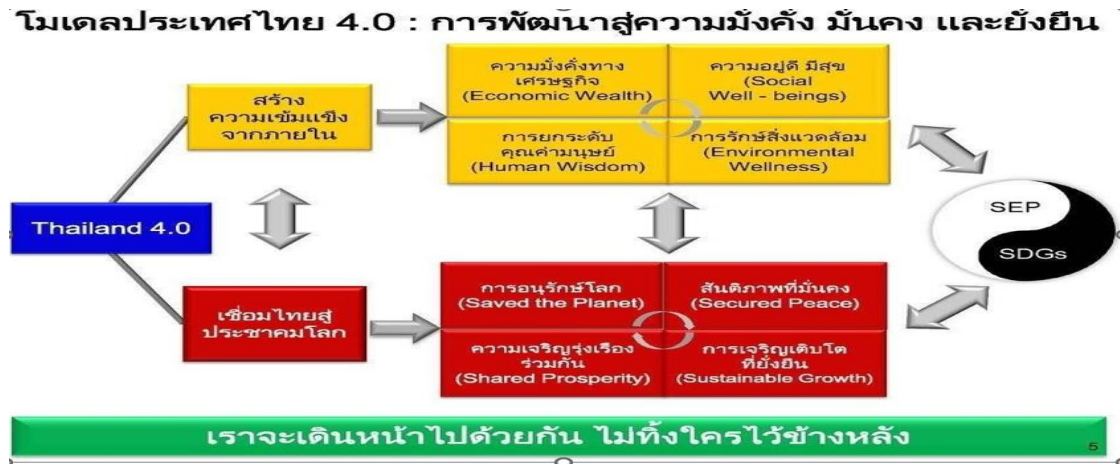 โมเดลประเทศไทย 4.0 : การพัฒนาสู่ความมั่งคั่ง มั่นคง และยั่งยืน
Thailand 4.0
สร้าง
ความเข้มแข็ง
จากภายใน
ความมั่งคั่งทาง
เศรษฐกิจ
(Economic Wealth)
ความอยู่ดี มีสุข
(Social
Well - beings)
การยกระดับ
คุณค่ามนุษย์
(Human Wisdom)
การรักษ์สิ่งแวดล้อม
(Environmental
Wellness)
เชื่อมไทยสู่
ประชาคมโลก
การอนุรักษ์โลก
(Saved the Planet)
สันติภาพที่มั่นคง
(Secured Peace)
ความเจริญรุ่งเรือง
ร่วมกัน
(Shared Prosperity)
การเจริญเติบโต
ที่ยั่งยืน
(Sustainable Growth)
SEP
SDGs
เราจะเดินหน้าไปด้วยกัน ไม่ทิ้งใครไว้ข้างหลัง
5